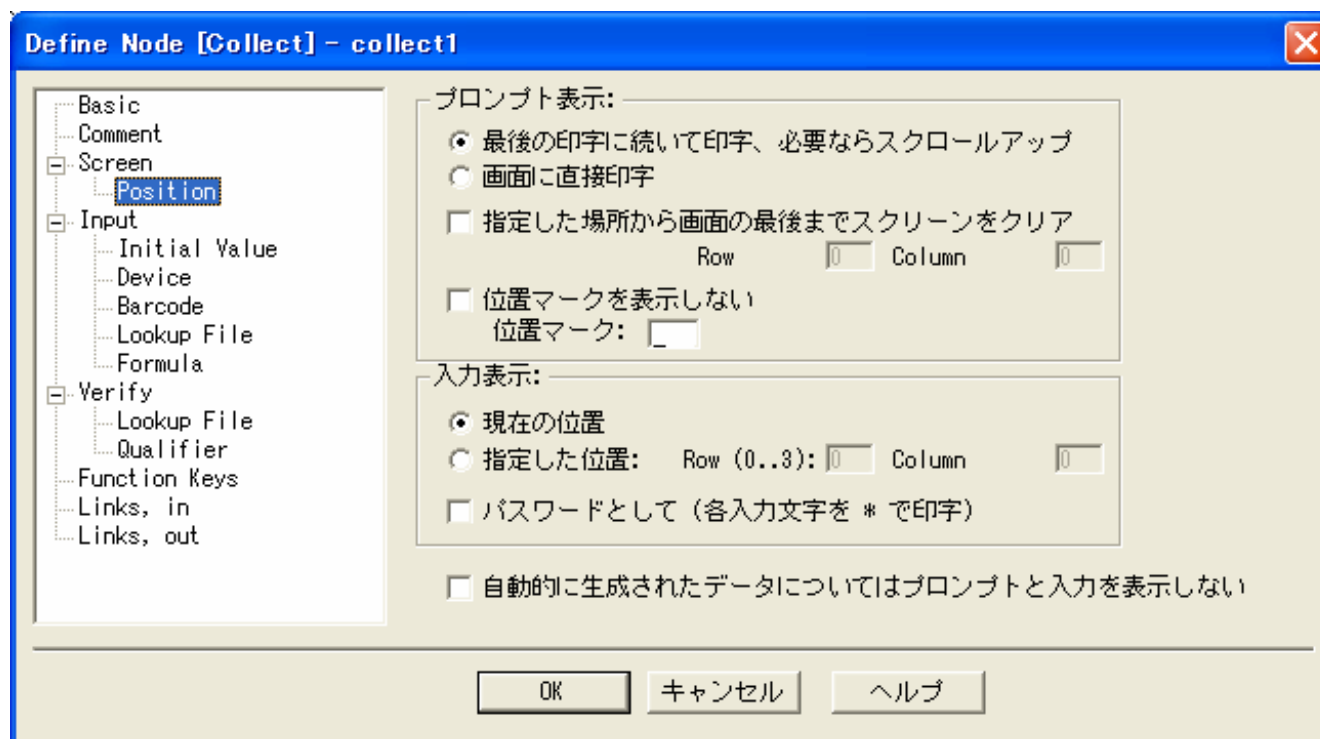 Define Node [Collect] - collect1
Basic
Comment
Screen
Position
Input
Initial Value
Device
Barcode
Lookup File
Formula
Verify
Lookup File
Qualifier
Function Keys
Links, in
Links, out
プロンプト表示:
最後の印字に続いて印字、必要ならスクロールアップ
画面に直接印字
指定した場所から画面の最後までスクリーンをクリア
Row 0 Column 0
位置マークを表示しない
位置マーク: _
入力表示:
現在の位置
指定した位置: Row (0..3): 0 Column 0
パスワードとして (各入力文字を * で印字)
自動的に生成されたデータについてはプロンプトと入力を表示しない
OK キャンセル ヘルプ